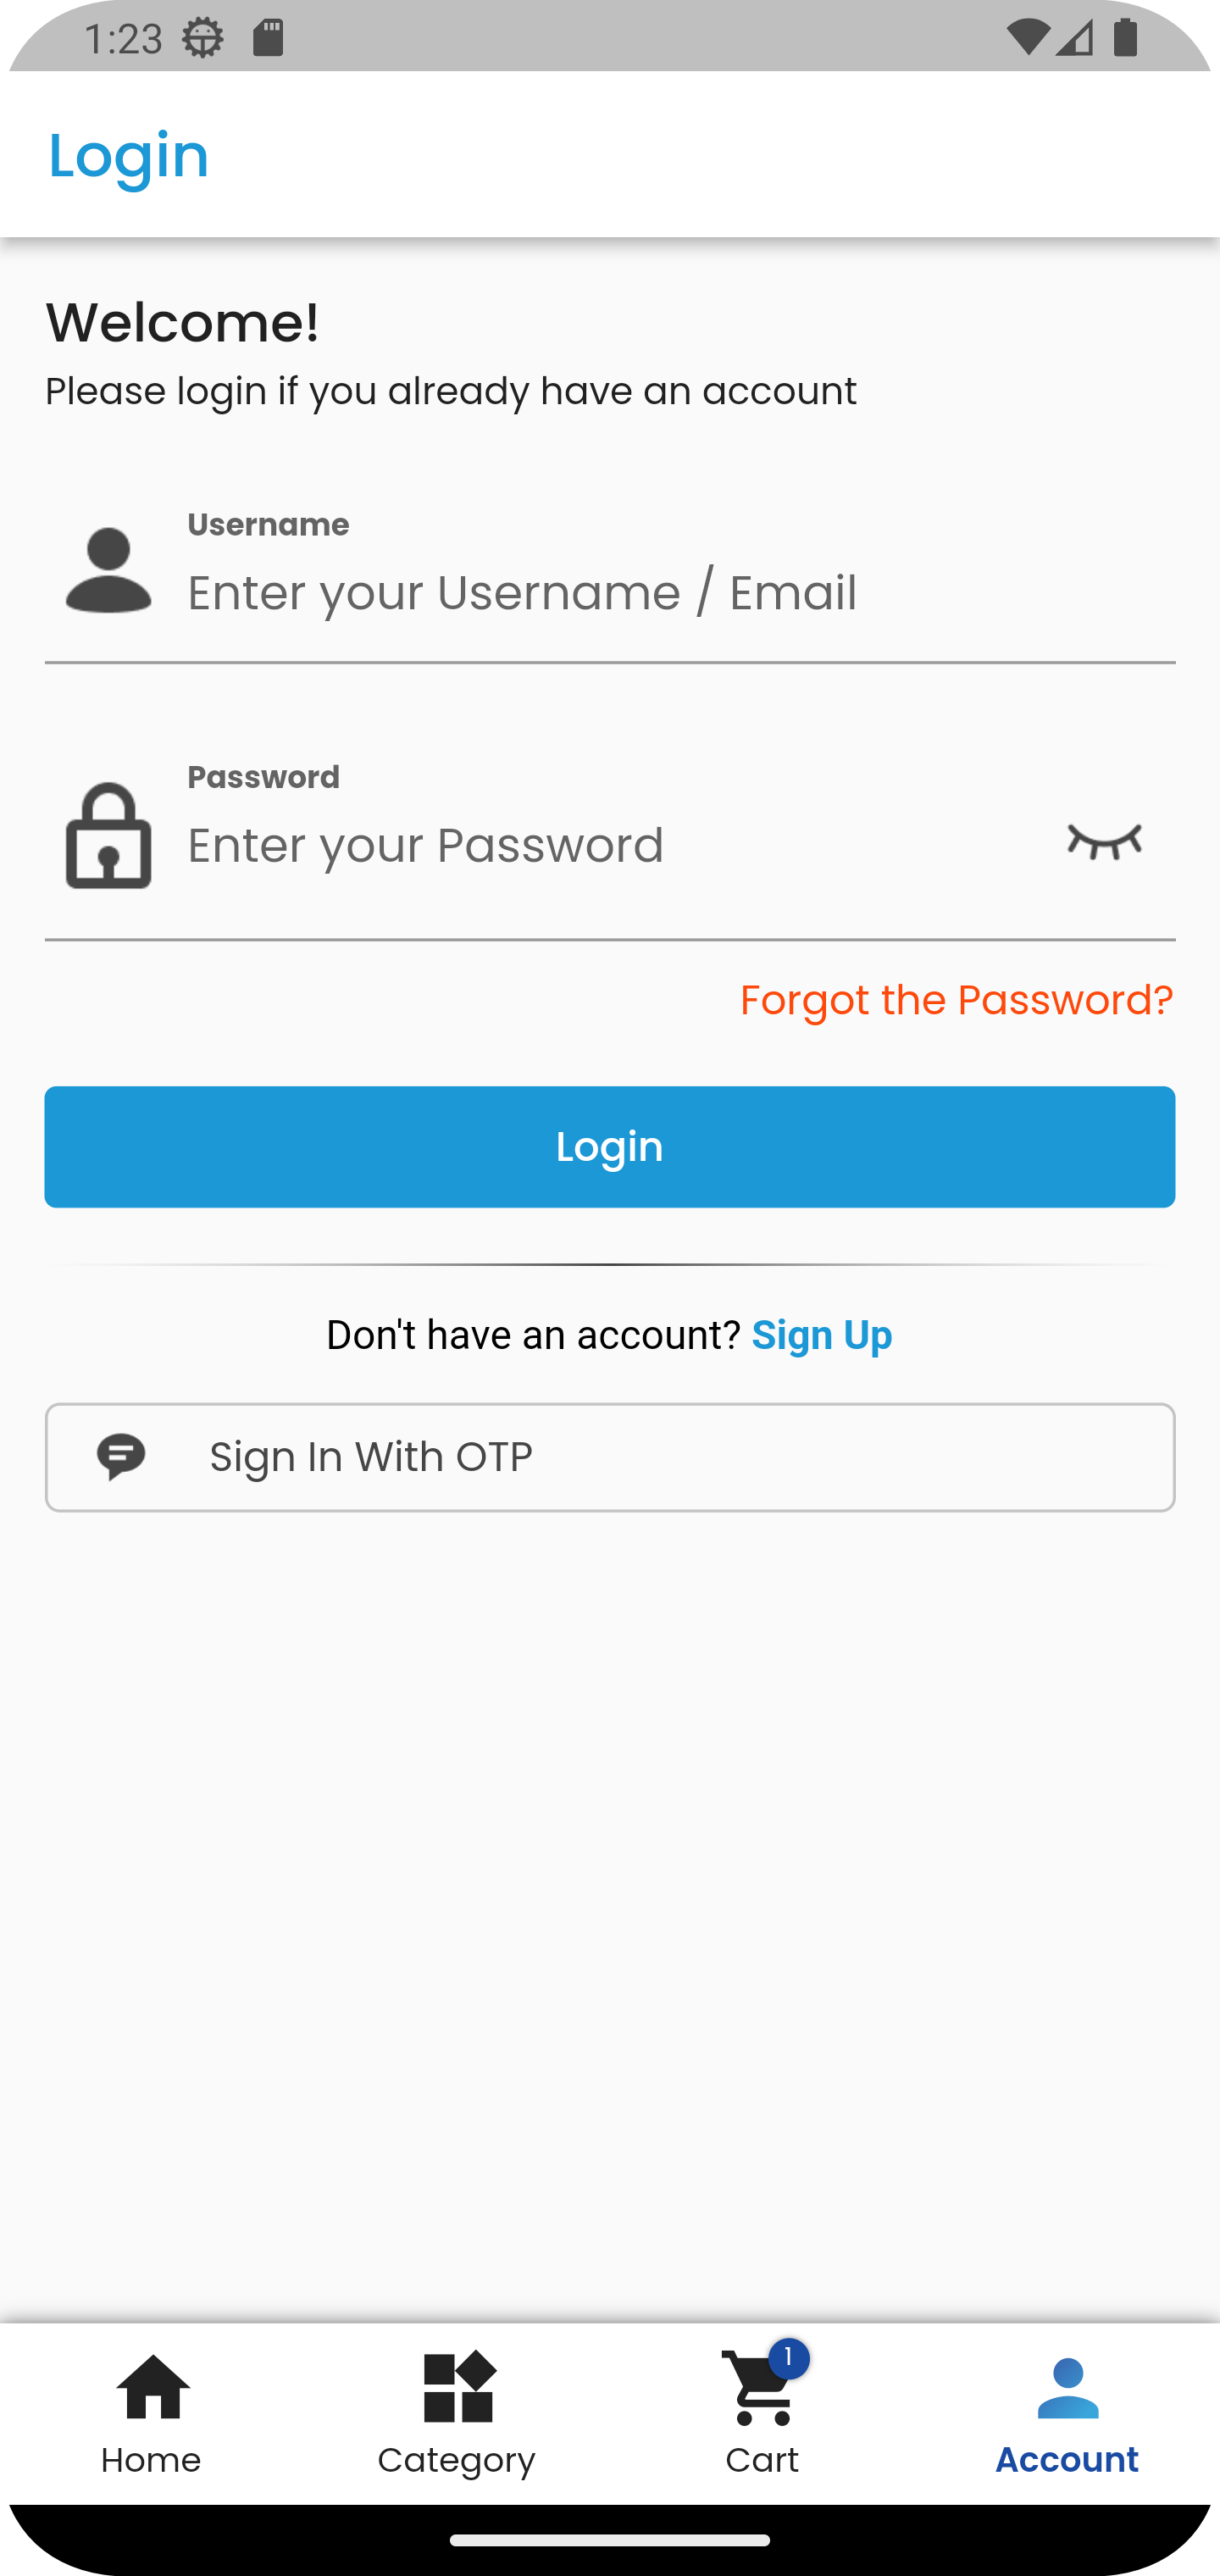 1:23
Login
Welcome!
Please login if you already have an account
Username
Enter your Username / Email
Password
Enter your Password
Forgot the Password?
Login
Don't have an account? Sign Up
Sign In With OTP
1
Home
Category
Cart
Account